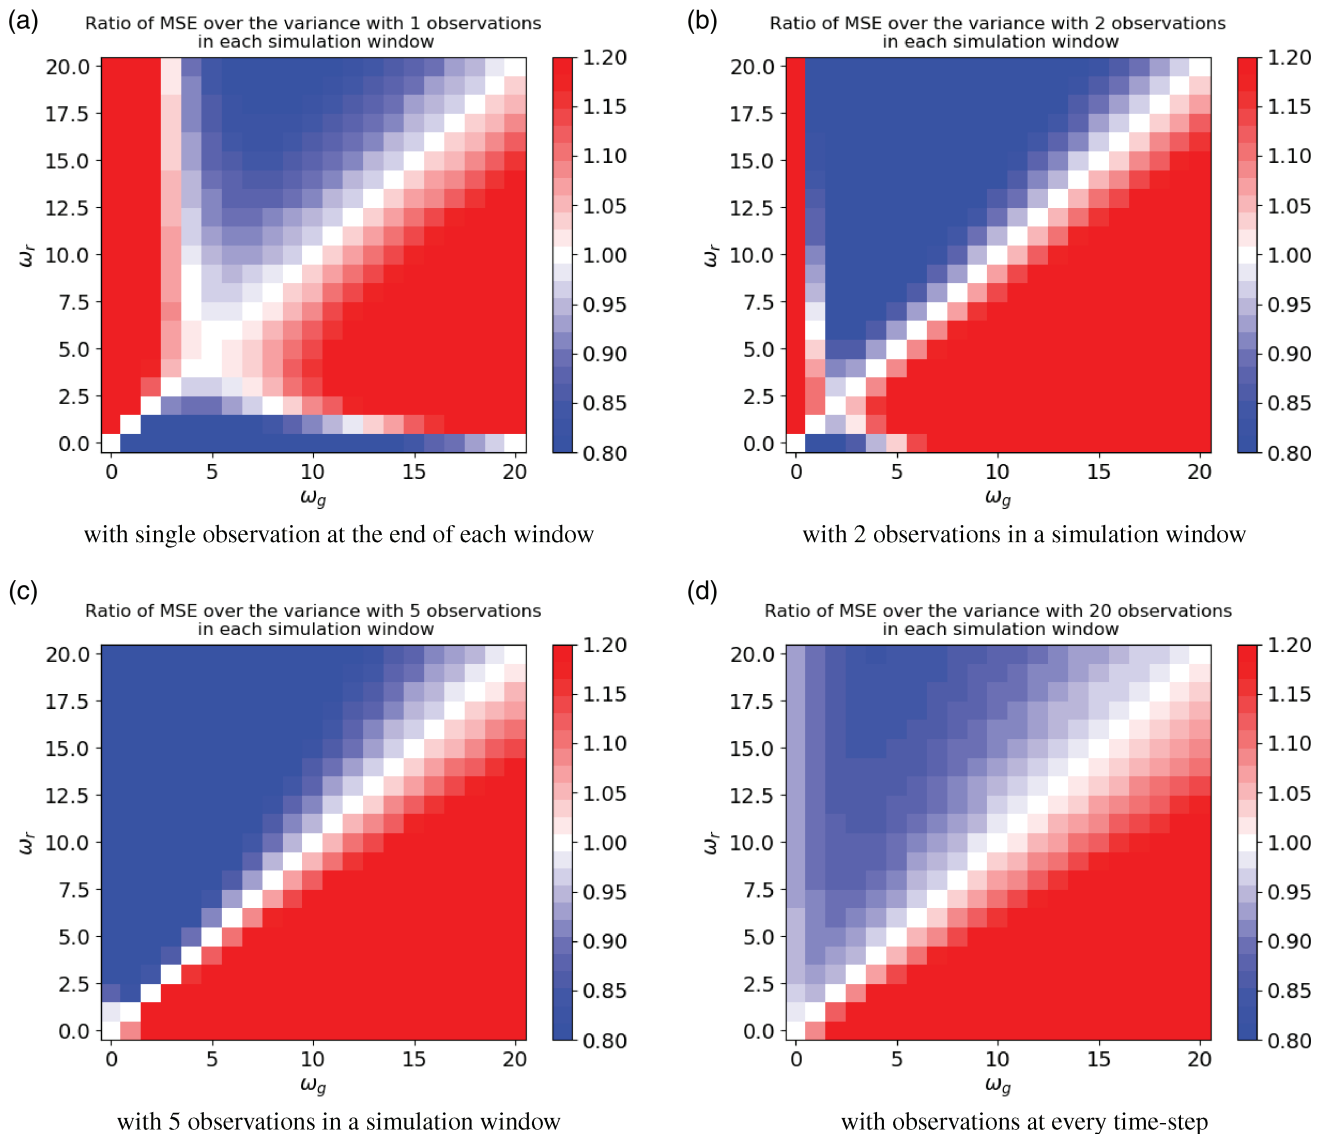 (a)
Ratio of MSE over the variance with 1 observations
in each simulation window
20.0
17.5
15.0
12.5
10.0
7.5
5.0
2.5
0.0
ω_r
0 5 10 15 20
ω_g
1.20
1.15
1.10
1.05
1.00
0.95
0.90
0.85
0.80
with single observation at the end of each window
(b)
Ratio of MSE over the variance with 2 observations
in each simulation window
20.0
17.5
15.0
12.5
10.0
7.5
5.0
2.5
0.0
ω_r
0 5 10 15 20
ω_g
1.20
1.15
1.10
1.05
1.00
0.95
0.90
0.85
0.80
with 2 observations in a simulation window
(c)
Ratio of MSE over the variance with 5 observations
in each simulation window
20.0
17.5
15.0
12.5
10.0
7.5
5.0
2.5
0.0
ω_r
0 5 10 15 20
ω_g
1.20
1.15
1.10
1.05
1.00
0.95
0.90
0.85
0.80
with 5 observations in a simulation window
(d)
Ratio of MSE over the variance with 20 observations
in each simulation window
20.0
17.5
15.0
12.5
10.0
7.5
5.0
2.5
0.0
ω_r
0 5 10 15 20
ω_g
1.20
1.15
1.10
1.05
1.00
0.95
0.90
0.85
0.80
with observations at every time-step